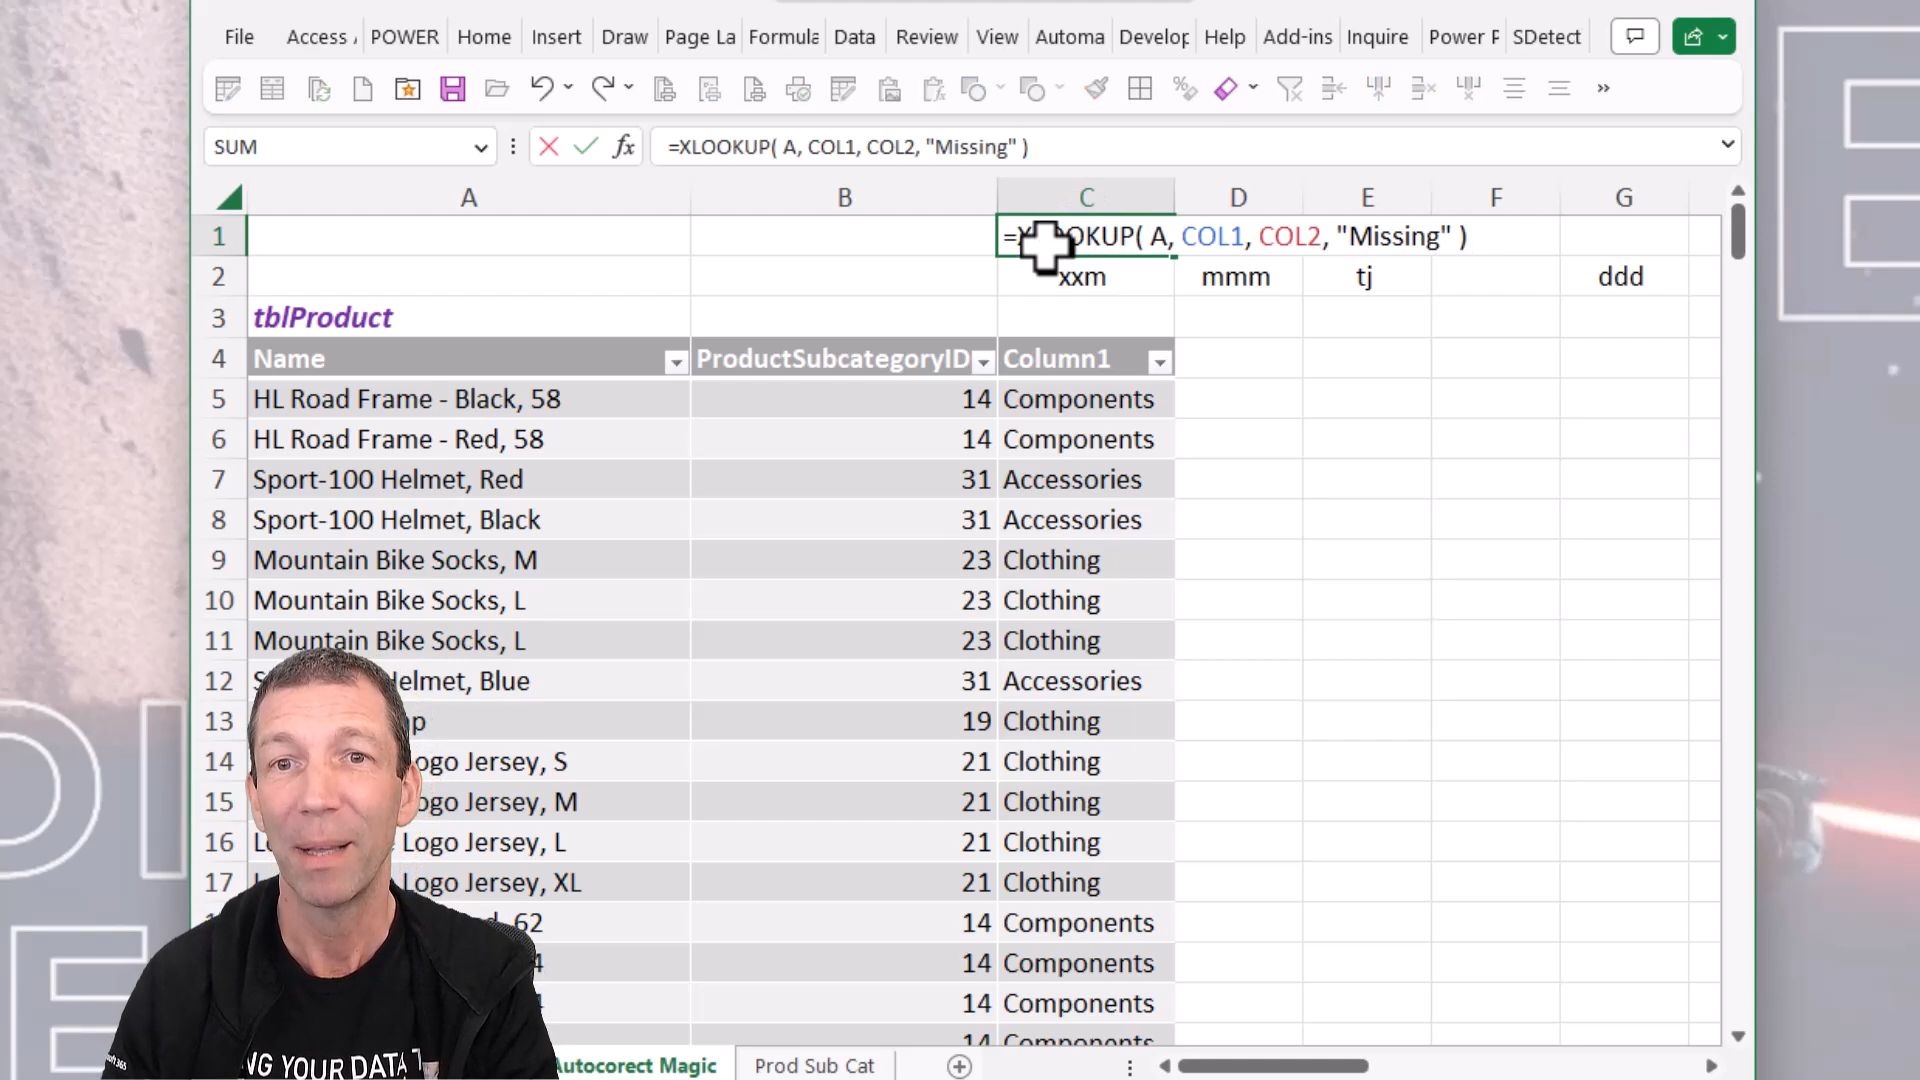 File Access POWER Home Insert Draw Page La Formula Data Review View Automa Develop Help Add-ins Inquire Power P SDetect
SUM
fx
=XLOOKUP( A, COL1, COL2, "Missing" )
A B C D E F G
1 =XLOOKUP( A, COL1, COL2, "Missing" )
2 xxm mmm tj ddd
3 tblProduct
4 Name ProductSubcategoryID Column1
5 HL Road Frame - Black, 58 14 Components
6 HL Road Frame - Red, 58 14 Components
7 Sport-100 Helmet, Red 31 Accessories
8 Sport-100 Helmet, Black 31 Accessories
9 Mountain Bike Socks, M 23 Clothing
10 Mountain Bike Socks, L 23 Clothing
11 Mountain Bike Socks, L 23 Clothing
12 Helmet, Blue 31 Accessories
13 19 Clothing
14 Logo Jersey, S 21 Clothing
15 Logo Jersey, M 21 Clothing
16 Logo Jersey, L 21 Clothing
17 Logo Jersey, XL 21 Clothing
62 14 Components
14 Components
14 Components
14 Components
YOUR DATA
Autocorect Magic Prod Sub Cat